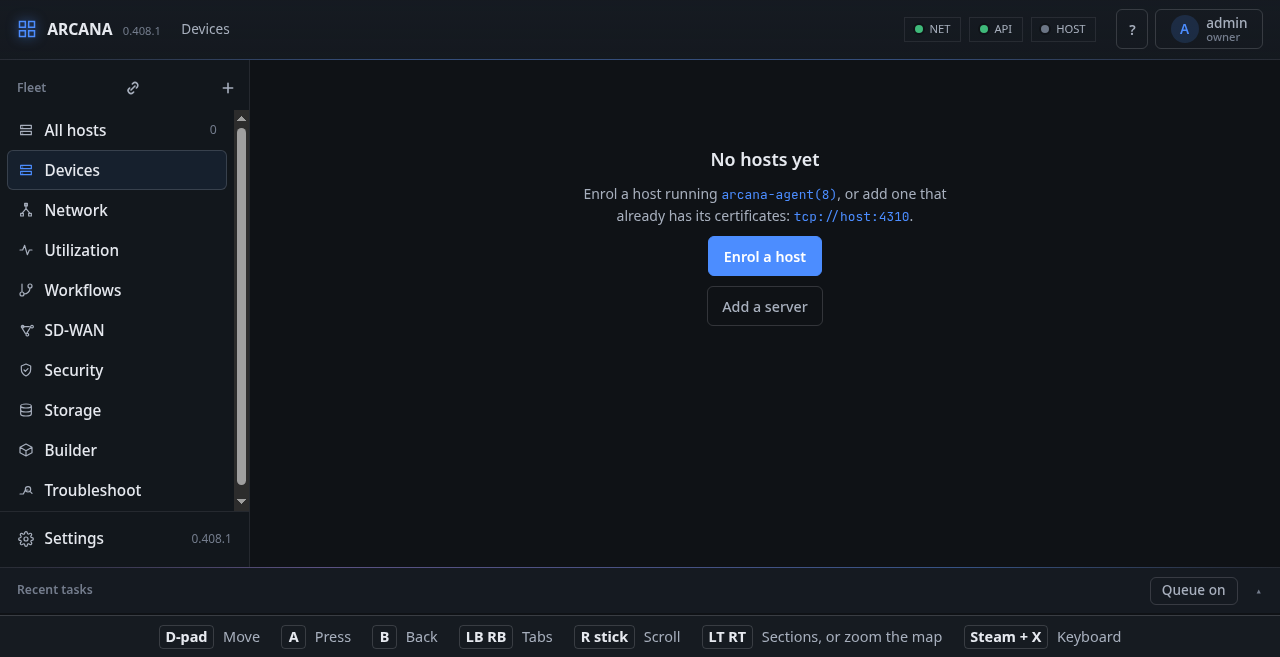 ARCANA 0.408.1 Devices NET API HOST ? A admin
owner
Fleet
All hosts 0
Devices
Network
Utilization
Workflows
SD-WAN
Security
Storage
Builder
Troubleshoot
Settings 0.408.1
No hosts yet
Enrol a host running arcana-agent(8), or add one that
already has its certificates: tcp://host:4310.
Enrol a host
Add a server
Recent tasks Queue on
D-pad Move A Press B Back LB RB Tabs R stick Scroll LT RT Sections, or zoom the map Steam + X Keyboard